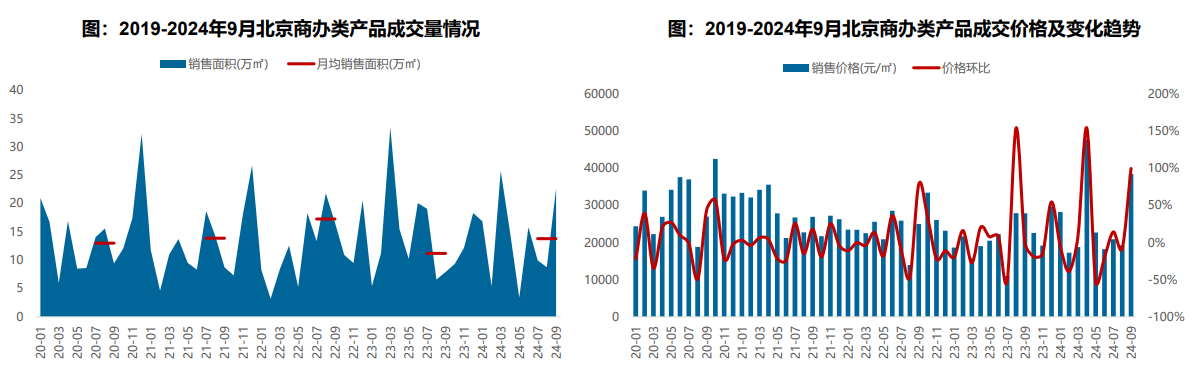 图：2019-2024年9月北京商办类产品成交量情况
销售面积(万㎡) 月均销售面积(万㎡)
40
35
30
25
20
15
10
5
0
20-01 20-03 20-05 20-07 20-09 20-11 21-01 21-03 21-05 21-07 21-09 21-11 22-01 22-03 22-05 22-07 22-09 22-11 23-01 23-03 23-05 23-07 23-09 23-11 24-01 24-03 24-05 24-07 24-09
图：2019-2024年9月北京商办类产品成交价格及变化趋势
销售价格(元/㎡) 价格环比
60000 200%
50000 150%
40000 100%
30000 50%
20000 0%
10000 -50%
0 -100%
20-01 20-03 20-05 20-07 20-09 20-11 21-01 21-03 21-05 21-07 21-09 21-11 22-01 22-03 22-05 22-07 22-09 22-11 23-01 23-03 23-05 23-07 23-09 23-11 24-01 24-03 24-05 24-07 24-09